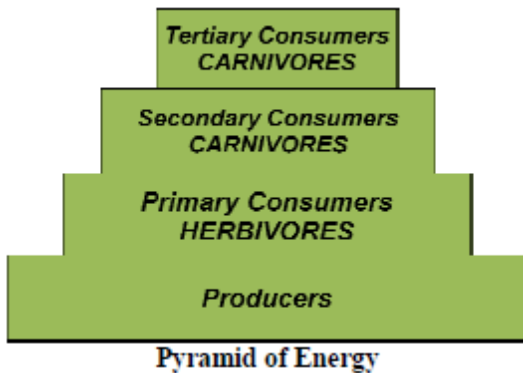 Tertiary Consumers
CARNIVORES
Secondary Consumers
CARNIVORES
Primary Consumers
HERBIVORES
Producers
Pyramid of Energy